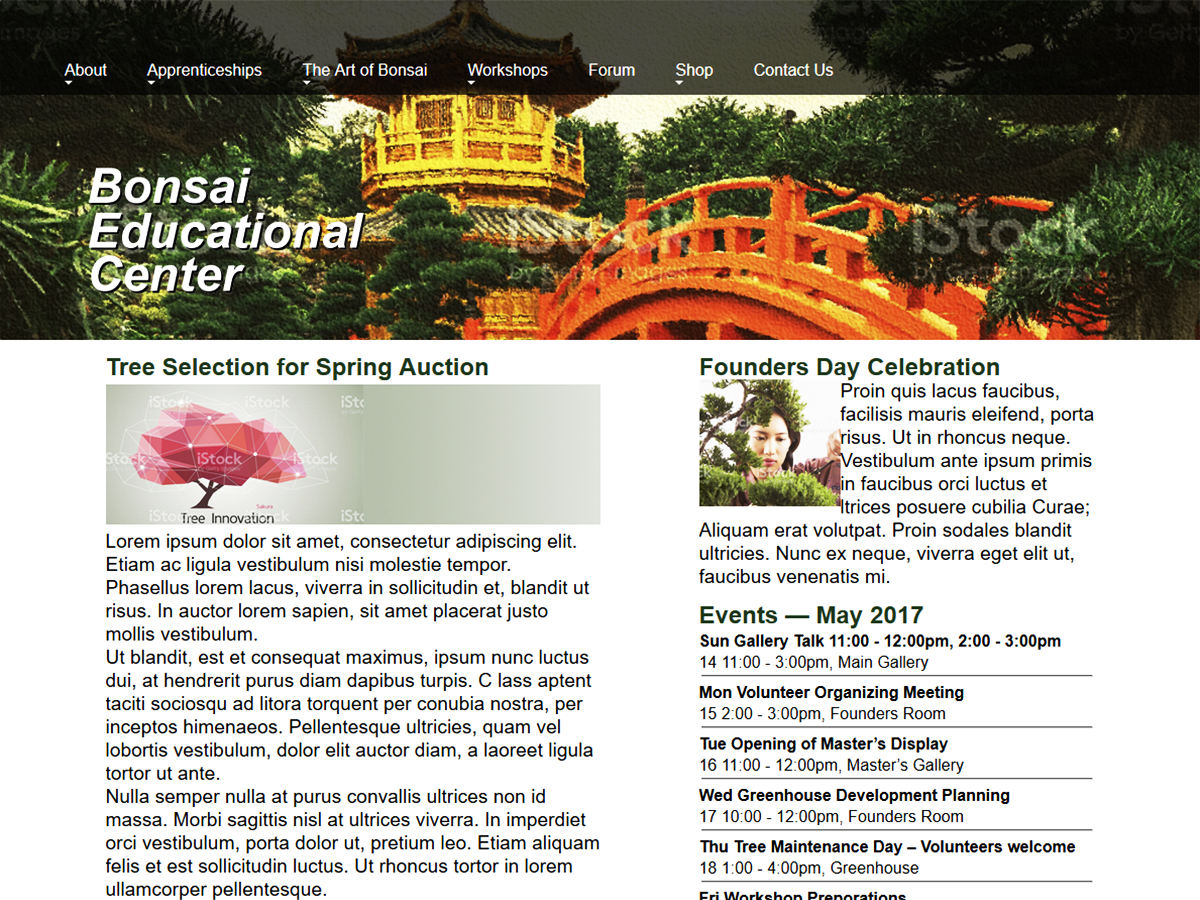 About Apprenticeships The Art of Bonsai Workshops Forum Shop Contact Us
Bonsai
Educational
Center
iStock
by Getty Images
iStock
by Getty Images
Tree Selection for Spring Auction
iStock
iStock
iStock
iStock
iStock
Sakura
Tree Innovation
Lorem ipsum dolor sit amet, consectetur adipiscing elit.
Etiam ac ligula vestibulum nisi molestie tempor.
Phasellus lorem lacus, viverra in sollicitudin et, blandit ut
risus. In auctor lorem sapien, sit amet placerat justo
mollis vestibulum.
Ut blandit, est et consequat maximus, ipsum nunc luctus
dui, at hendrerit purus diam dapibus turpis. C lass aptent
taciti sociosqu ad litora torquent per conubia nostra, per
inceptos himenaeos. Pellentesque ultricies, quam vel
lobortis vestibulum, dolor elit auctor diam, a laoreet ligula
tortor ut ante.
Nulla semper nulla at purus convallis ultrices non id
massa. Morbi sagittis nisl at ultrices viverra. In imperdiet
orci vestibulum, porta dolor ut, pretium leo. Etiam aliquam
felis et est sollicitudin luctus. Ut rhoncus tortor in lorem
ullamcorper pellentesque.
Founders Day Celebration
Proin quis lacus faucibus,
facilisis mauris eleifend, porta
risus. Ut in rhoncus neque.
Vestibulum ante ipsum primis
in faucibus orci luctus et
ltrices posuere cubilia Curae;
Aliquam erat volutpat. Proin sodales blandit
ultricies. Nunc ex neque, viverra eget elit ut,
faucibus venenatis mi.
Events — May 2017
Sun Gallery Talk 11:00 - 12:00pm, 2:00 - 3:00pm
14 11:00 - 3:00pm, Main Gallery
Mon Volunteer Organizing Meeting
15 2:00 - 3:00pm, Founders Room
Tue Opening of Master’s Display
16 11:00 - 12:00pm, Master’s Gallery
Wed Greenhouse Development Planning
17 10:00 - 12:00pm, Founders Room
Thu Tree Maintenance Day – Volunteers welcome
18 1:00 - 4:00pm, Greenhouse
Fri Workshop Preporations